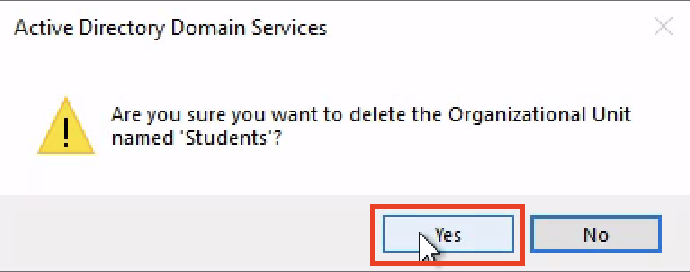 Active Directory Domain Services
Are you sure you want to delete the Organizational Unit
named 'Students'?
Yes
No